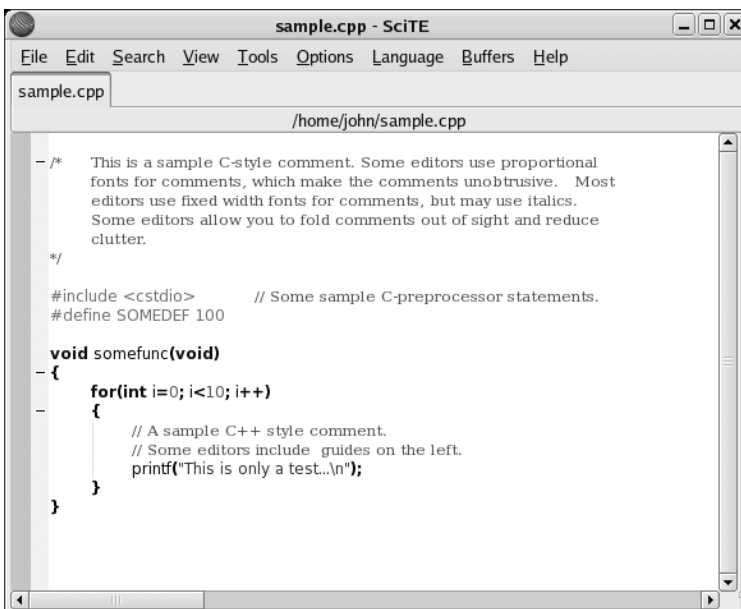 sample.cpp - SciTE
File Edit Search View Tools Options Language Buffers Help
sample.cpp
/home/john/sample.cpp
/* This is a sample C-style comment. Some editors use proportional
fonts for comments, which make the comments unobtrusive. Most
editors use fixed width fonts for comments, but may use italics.
Some editors allow you to fold comments out of sight and reduce
clutter.
*/
#include <cstdio> // Some sample C-preprocessor statements.
#define SOMEDEF 100
void somefunc(void)
{
for(int i=0; i<10; i++)
{
// A sample C++ style comment.
// Some editors include guides on the left.
printf("This is only a test...\n");
}
}